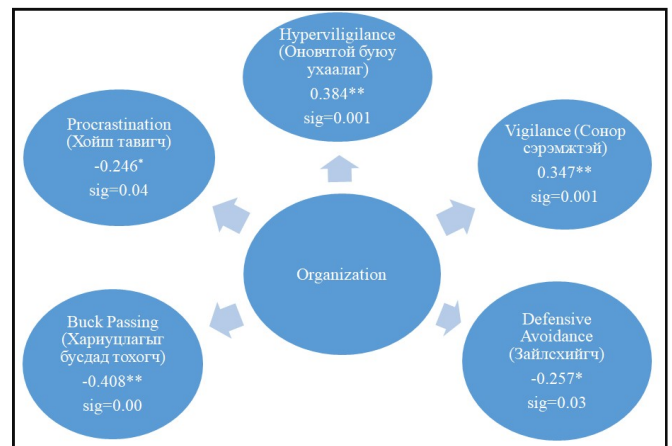 Hyperviligilance
(Оновчтой буюу
ухаалаг)
0.384**
sig=0.001
Procrastination
(Хойш тавигч)
-0.246*
sig=0.04
Vigilance (Сонор
сэрэмжтэй)
0.347**
sig=0.001
Organization
Buck Passing
(Хариуцлагыг
бусдад тохогч)
-0.408**
sig=0.00
Defensive
Avoidance
(Зайлсхийгч)
-0.257*
sig=0.03